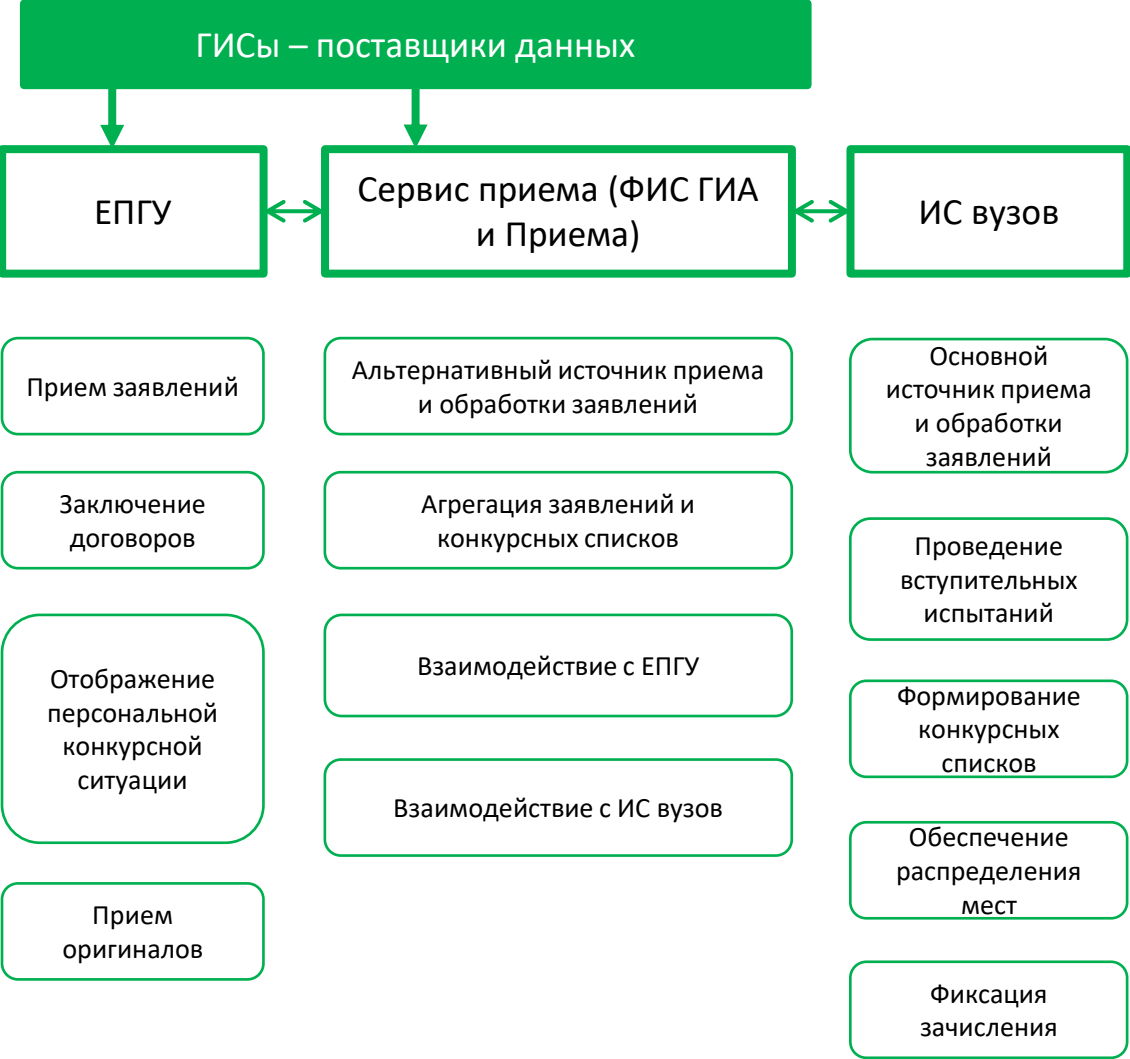 ГИСы – поставщики данных
ЕПГУ
Сервис приема (ФИС ГИА
и Приема)
ИС вузов
Прием заявлений
Заключение
договоров
Отображение
персональной
конкурсной
ситуации
Прием
оригиналов
Альтернативный источник приема
и обработки заявлений
Агрегация заявлений и
конкурсных списков
Взаимодействие с ЕПГУ
Взаимодействие с ИС вузов
Основной
источник приема
и обработки
заявлений
Проведение
вступительных
испытаний
Формирование
конкурсных
списков
Обеспечение
распределения
мест
Фиксация
зачисления